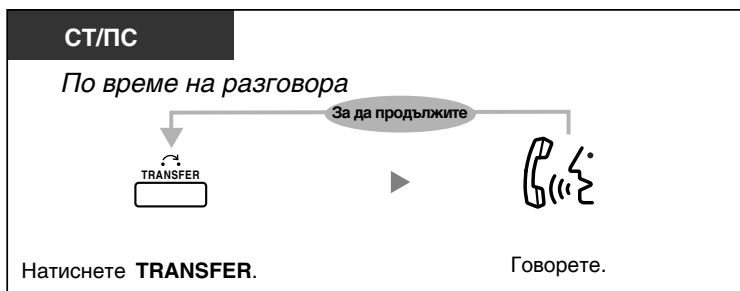 СТ/ПС
По време на разговора
За да продължите
TRANSFER
Натиснете TRANSFER.
Говорете.